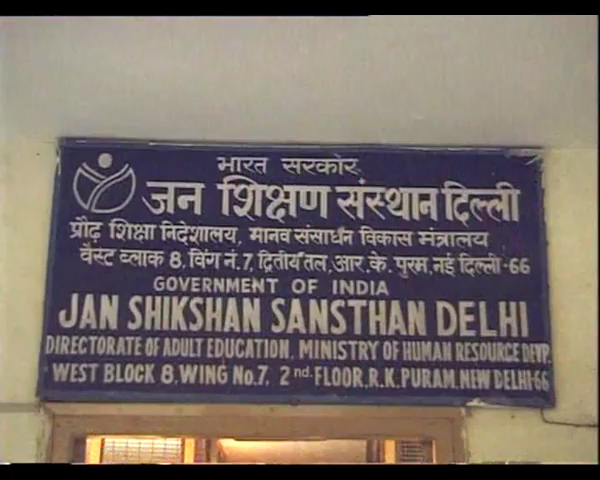 भारत सरकार
जन शिक्षण संस्थान दिल्ली
प्रौढ़ शिक्षा निदेशालय, मानव संसाधन विकास मंत्रालय
वैस्ट ब्लाक 8, विंग नं. 7, द्वितीय तल, आर. के. पुरम, नई दिल्ली -66
GOVERNMENT OF INDIA
JAN SHIKSHAN SANSTHAN DELHI
DIRECTORATE OF ADULT EDUCATION, MINISTRY OF HUMAN RESOURCE DEVP.
WEST BLOCK 8, WING No. 7, 2nd. FLOOR, R.K. PURAM, NEW DELHI-66